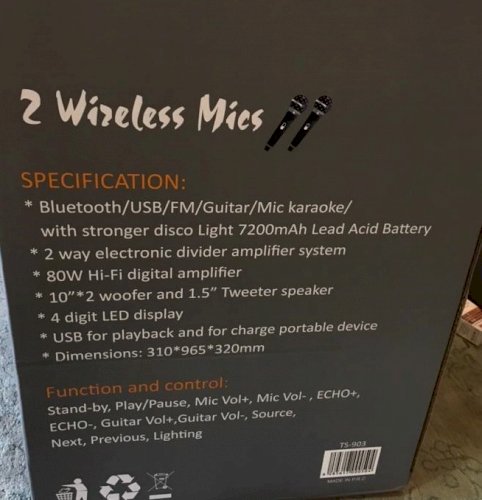 2 Wireless Mics
SPECIFICATION:
* Bluetooth/USB/FM/Guitar/Mic karaoke/
with stronger disco Light 7200mAh Lead Acid Battery
* 2 way electronic divider amplifier system
* 80W Hi-Fi digital amplifier
* 10”*2 woofer and 1.5” Tweeter speaker
* 4 digit LED display
* USB for playback and for charge portable device
* Dimensions: 310*965*320mm
Function and control:
Stand-by, Play/Pause, Mic Vol+, Mic Vol- , ECHO+,
ECHO-, Guitar Vol+,Guitar Vol-, Source,
Next, Previous, Lighting
TS-903
MADE IN P.R.C